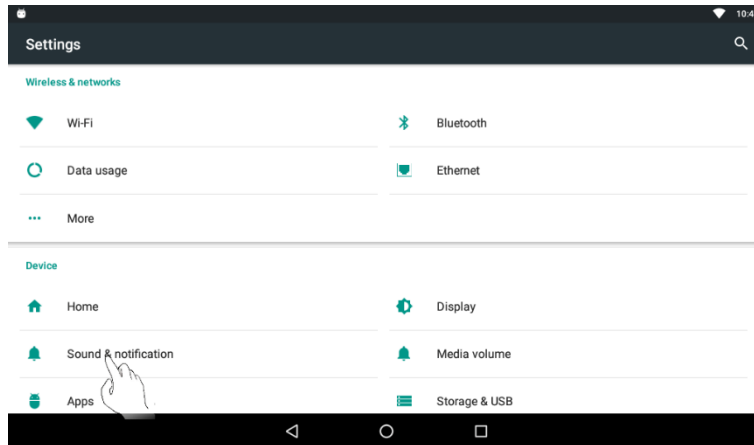 10:4
Settings
Wireless & networks
Wi-Fi
Bluetooth
Data usage
Ethernet
More
Device
Home
Display
Sound & notification
Media volume
Apps
Storage & USB